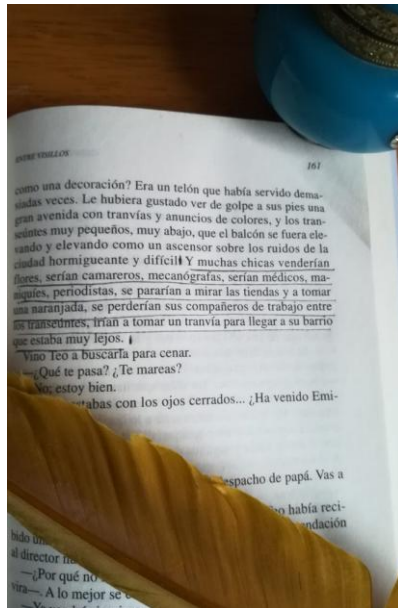 ENTRE VISILLOS
161
como una decoración? Era un telón que había servido dema-
siadas veces. Le hubiera gustado ver de golpe a sus pies una
gran avenida con tranvías y anuncios de colores, y los tran-
seúntes muy pequeños, muy abajo, que el balcón se fuera ele-
vando y elevando como un ascensor sobre los ruidos de la
ciudad hormigueante y difícil. Y muchas chicas venderían
flores, serían camareros, mecanógrafas, serían médicos, ma-
niquíes, periodistas, se pararían a mirar las tiendas y a tomar
una naranjada, se perderían sus compañeros de trabajo entre
los transeúntes, irían a tomar un tranvía para llegar a su barrio
que estaba muy lejos.
Vino Teo a buscarla para cenar.
—¿Qué te pasa? ¿Te mareas?
—No; estoy bien.
con los ojos cerrados... ¿Ha venido Emi-
de papá. Vas a
había reci-
bido
al director
—¿Por qué no
A lo mejor se